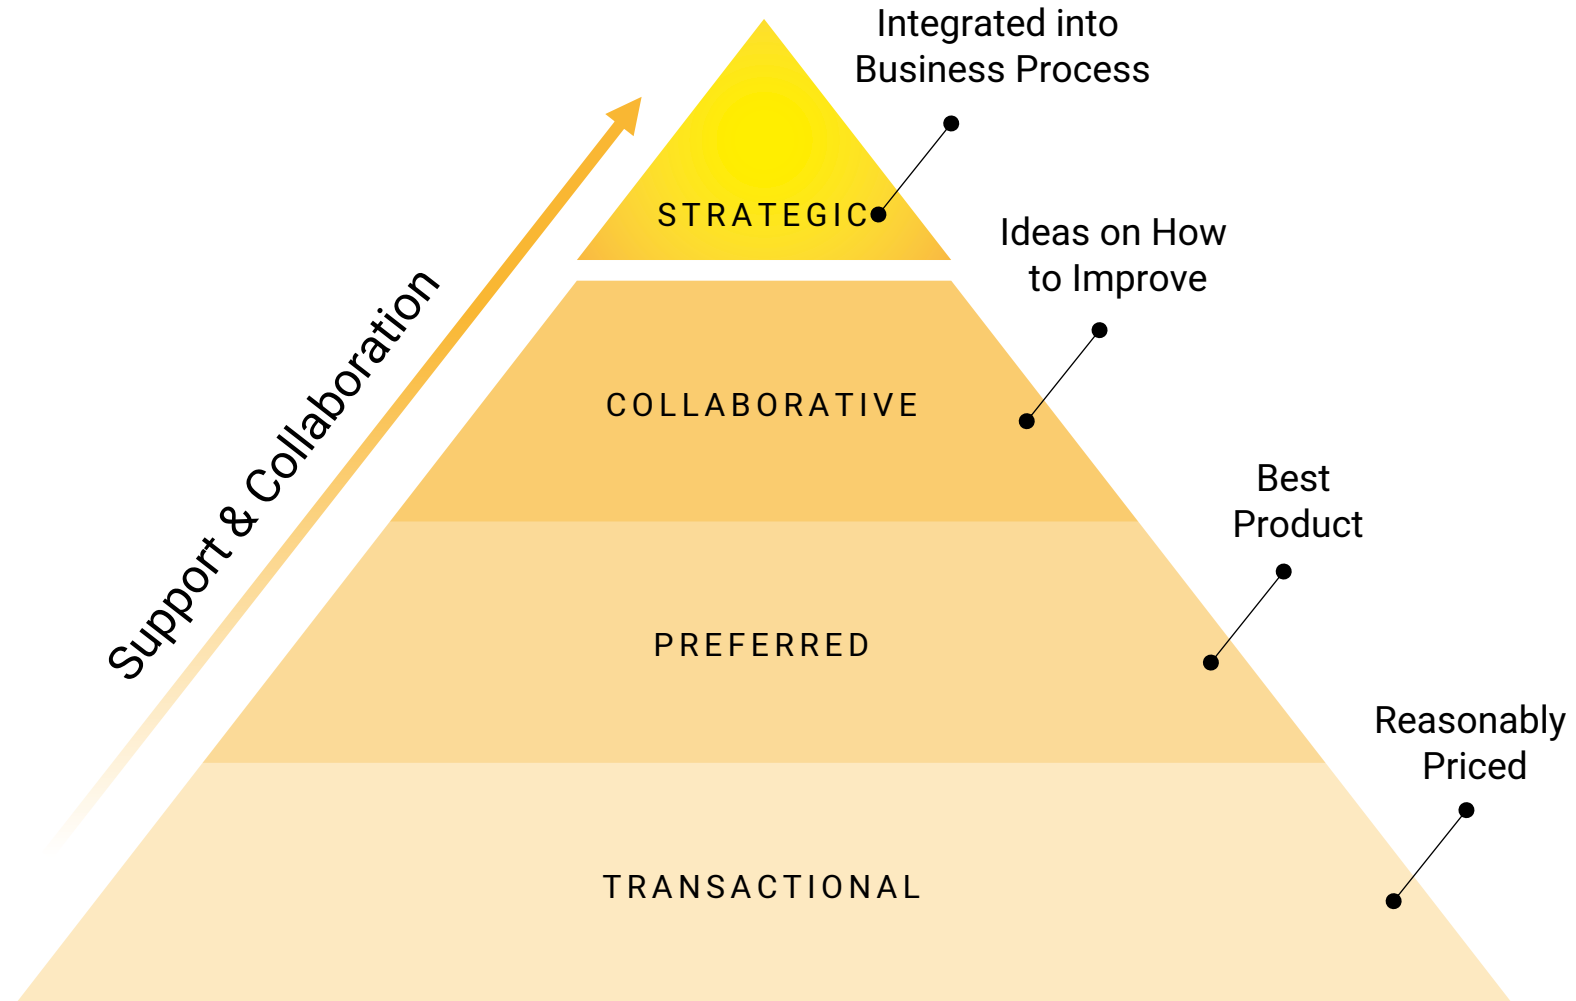 Integrated into
Business Process
STRATEGIC
Ideas on How
to Improve
COLLABORATIVE
Support & Collaboration
Best
Product
PREFERRED
Reasonably
Priced
TRANSACTIONAL